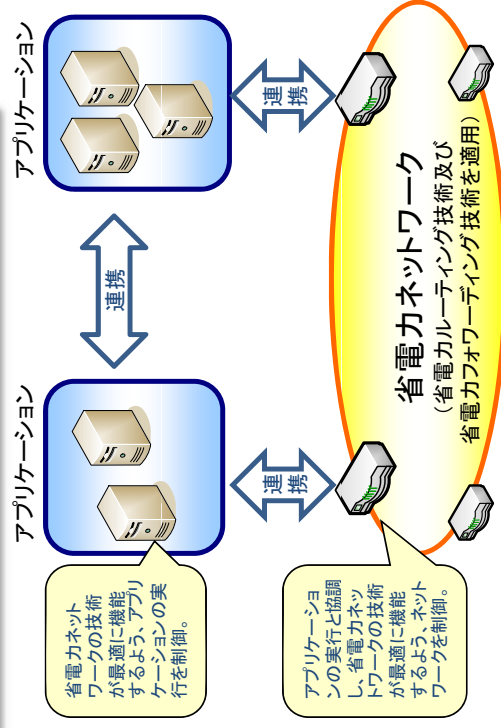 アプリケーション
アプリケーション
連携
省電力ネット
ワークの技術
が最適に機能
するよう、アプリ
ケーションの実
行を制御。
連携
連携
アプリケーショ
ンの実行と協調
し、省電力ネッ
トワークの技術
が最適に機能
するよう、ネット
ワークを制御。
省電力ネットワーク
（省電力ルーティング技術及び
省電力フォワーディング技術を適用）